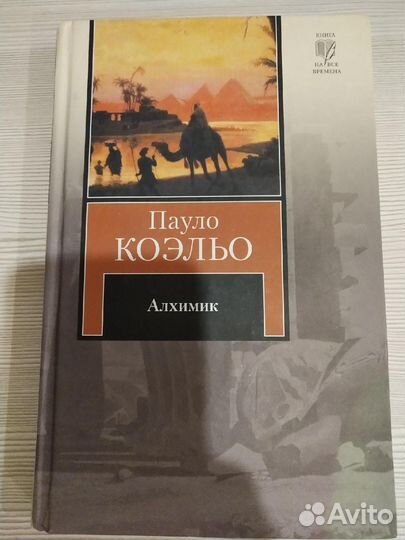 КНИГА
НА ВСЕ
ВРЕМЕНА
Пауло
КОЭЛЬО
Алхимик
Avito